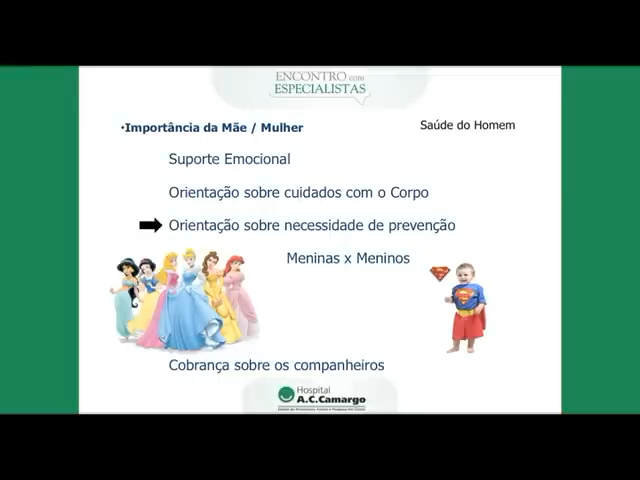 ENCONTRO com
ESPECIALISTAS
•Importância da Mãe / Mulher
Saúde do Homem
Suporte Emocional
Orientação sobre cuidados com o Corpo
Orientação sobre necessidade de prevenção
Meninas x Meninos
Cobrança sobre os companheiros
Hospital
A.C.Camargo